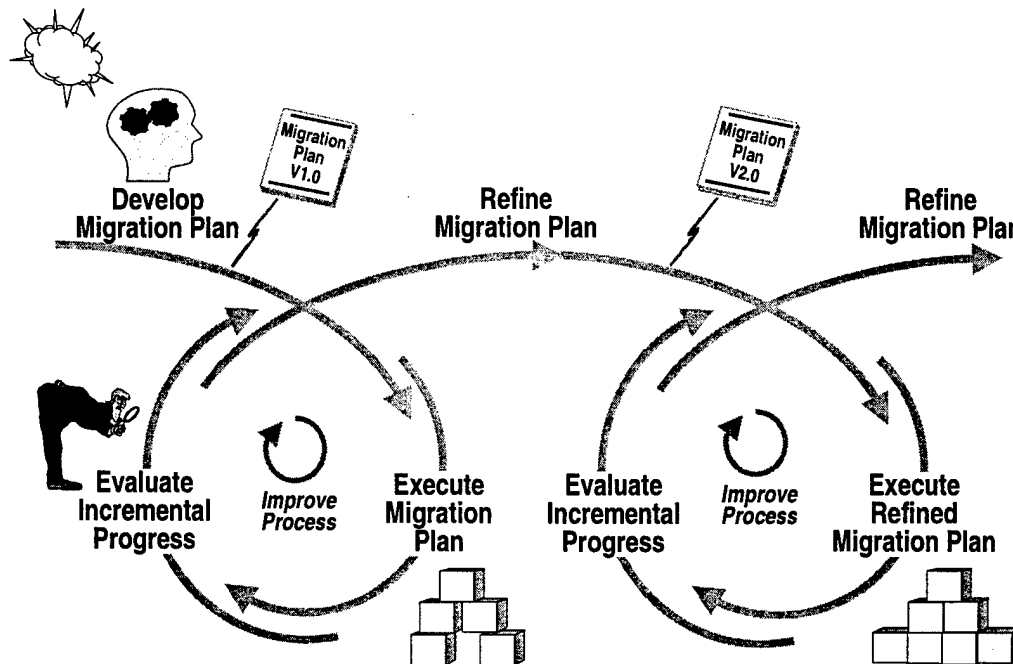 Migration
Plan
V1.0
Migration
Plan
V2.0
Develop
Migration Plan
Refine
Migration Plan
Refine
Migration Plan
Evaluate
Incremental
Progress
Improve
Process
Execute
Migration
Plan
Evaluate
Incremental
Progress
Improve
Process
Execute
Refined
Migration Plan